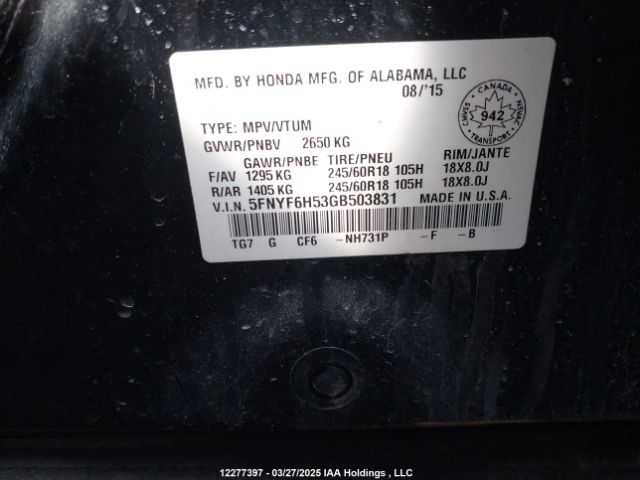 MFD. BY HONDA MFG. OF ALABAMA, LLC
08/'15
CANADA
CMVSS 942 NSVAC
TRANSPORT
TYPE: MPV/VTUM
GVWR/PNBV 2650 KG
GAWR/PNBE TIRE/PNEU RIM/JANTE
F/AV 1295 KG 245/60R18 105H 18X8.0J
R/AR 1405 KG 245/60R18 105H 18X8.0J
V.I.N. 5FNYF6H53GB503831 MADE IN U.S.A.
TG7 G CF6 -NH731P -F -B
12277397 - 03/27/2025 IAA Holdings , LLC